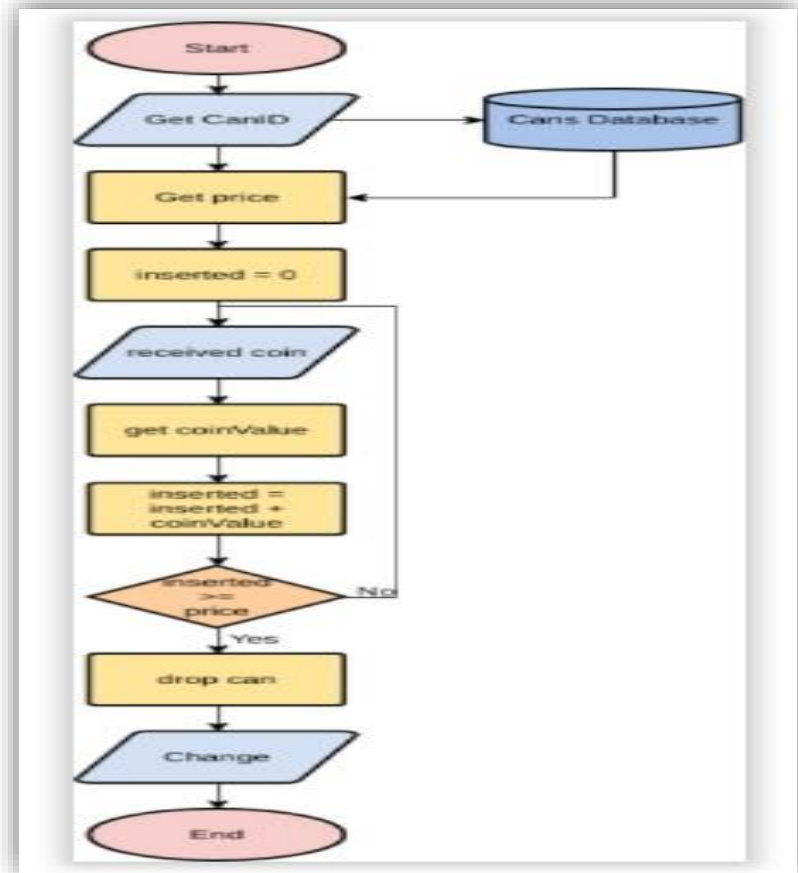 Start
Get CanID
Cans Database
Get price
inserted = 0
received coin
get coinValue
inserted =
inserted +
coinValue
inserted
>=
price
No
Yes
drop can
Change
End